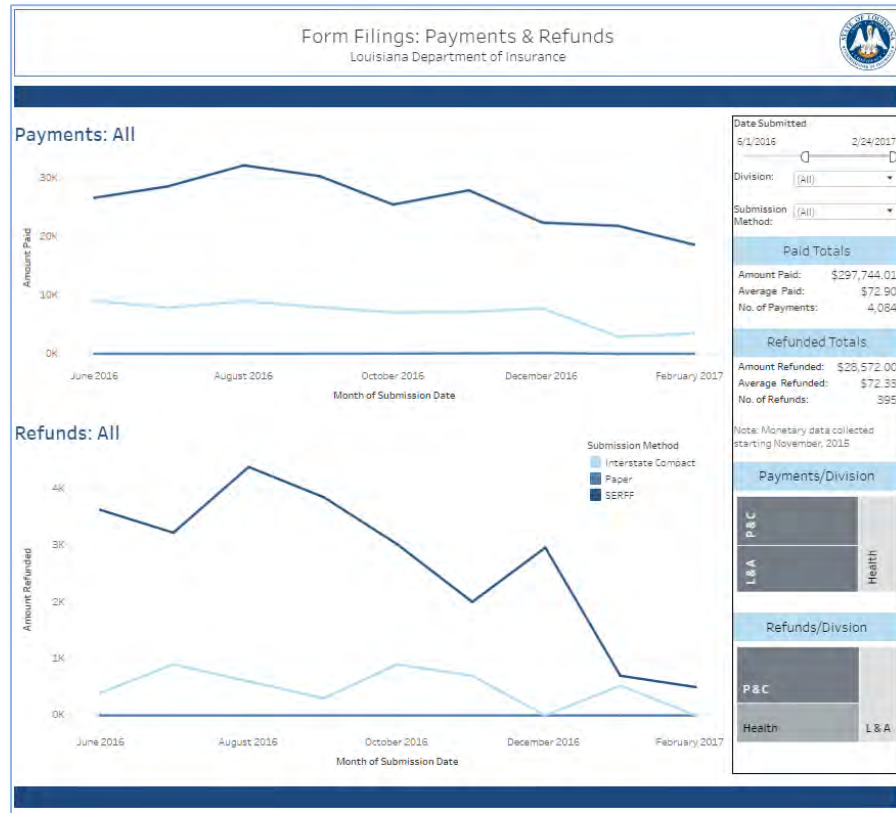 Form Filings: Payments & Refunds
Louisiana Department of Insurance
Payments: All
30K
20K
10K
0K
Amount Paid
June 2016
August 2016
October 2016
December 2016
February 2017
Month of Submission Date
Refunds: All
Submission Method
Interstate Compact
Paper
SERFF
4K
3K
2K
1K
0K
Amount Refunded
June 2016
August 2016
October 2016
December 2016
February 2017
Month of Submission Date
Date Submitted
6/1/2016 2/24/2017
Division: (All)
Submission Method: (All)
Paid Totals
Amount Paid: $297,744.01
Average Paid: $72.90
No. of Payments: 4,084
Refunded Totals
Amount Refunded: $28,572.00
Average Refunded: $72.33
No. of Refunds: 395
Note: Monetary data collected
starting November, 2015
Payments/Division
P&C
L&A
Health
Refunds/Divsion
P&C
Health
L&A